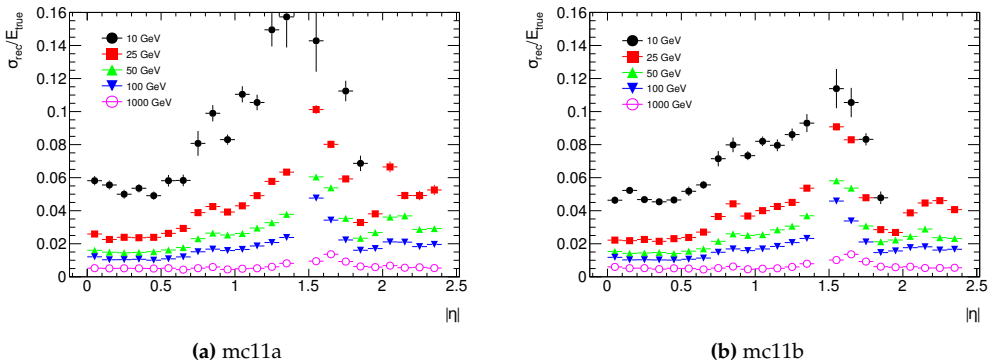 σrec/Etrue
0.16
0.14
0.12
0.1
0.08
0.06
0.04
0.02
0
10 GeV
25 GeV
50 GeV
100 GeV
1000 GeV
0 0.5 1 1.5 2 2.5
|η|
(a) mc11a
σrec/Etrue
0.16
0.14
0.12
0.1
0.08
0.06
0.04
0.02
0
10 GeV
25 GeV
50 GeV
100 GeV
1000 GeV
0 0.5 1 1.5 2 2.5
|η|
(b) mc11b